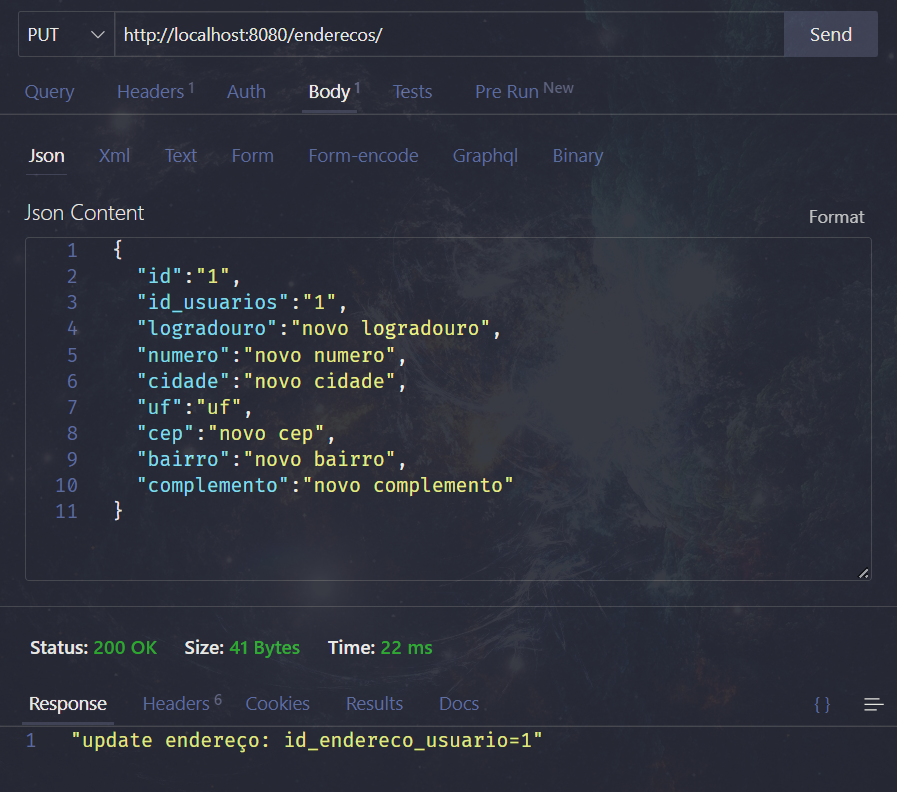 PUT http://localhost:8080/enderecos/ Send
Query Headers 1 Auth Body 1 Tests Pre Run New
Json Xml Text Form Form-encode Graphql Binary
Json Content
Format
1 {
2 "id":"1",
3 "id_usuarios":"1",
4 "logradouro":"novo logradouro",
5 "numero":"novo numero",
6 "cidade":"novo cidade",
7 "uf":"uf",
8 "cep":"novo cep",
9 "bairro":"novo bairro",
10 "complemento":"novo complemento"
11 }
Status: 200 OK Size: 41 Bytes Time: 22 ms
Response Headers 6 Cookies Results Docs { }
1 "update endereço: id_endereco_usuario=1"